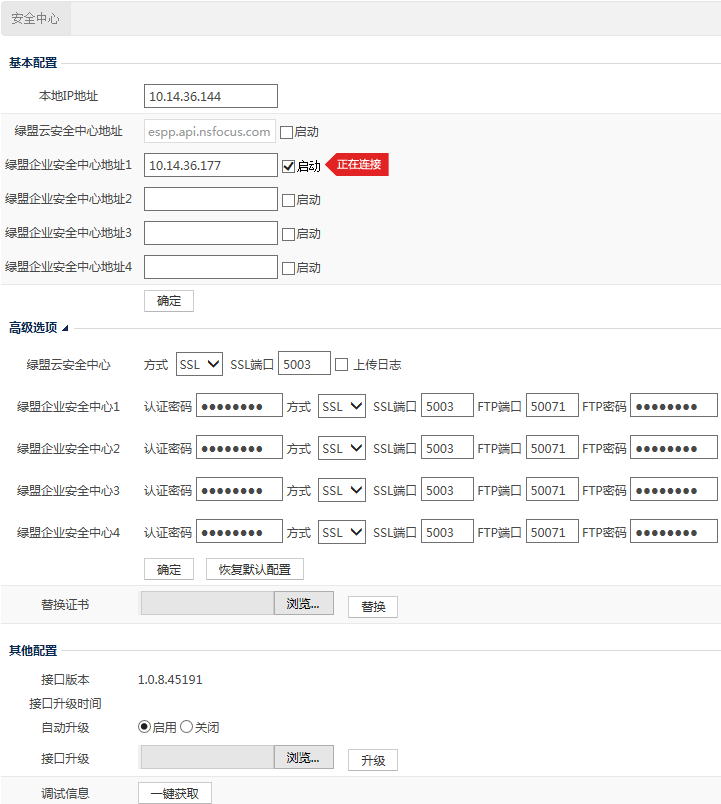 安全中心
基本配置
本地IP地址 10.14.36.144
绿盟云安全中心地址 espp.api.nsfocus.com 启动
绿盟企业安全中心地址1 10.14.36.177 启动 正在连接
绿盟企业安全中心地址2 启动
绿盟企业安全中心地址3 启动
绿盟企业安全中心地址4 启动
确定
高级选项
绿盟云安全中心 方式 SSL SSL端口 5003 上传日志
绿盟企业安全中心1 认证密码 ●●●●●●●● 方式 SSL SSL端口 5003 FTP端口 50071 FTP密码 ●●●●●●●●
绿盟企业安全中心2 认证密码 ●●●●●●●● 方式 SSL SSL端口 5003 FTP端口 50071 FTP密码 ●●●●●●●●
绿盟企业安全中心3 认证密码 ●●●●●●●● 方式 SSL SSL端口 5003 FTP端口 50071 FTP密码 ●●●●●●●●
绿盟企业安全中心4 认证密码 ●●●●●●●● 方式 SSL SSL端口 5003 FTP端口 50071 FTP密码 ●●●●●●●●
确定 恢复默认配置
替换证书 浏览... 替换
其他配置
接口版本 1.0.8.45191
接口升级时间
自动升级 启用 关闭
接口升级 浏览... 升级
调试信息 一键获取